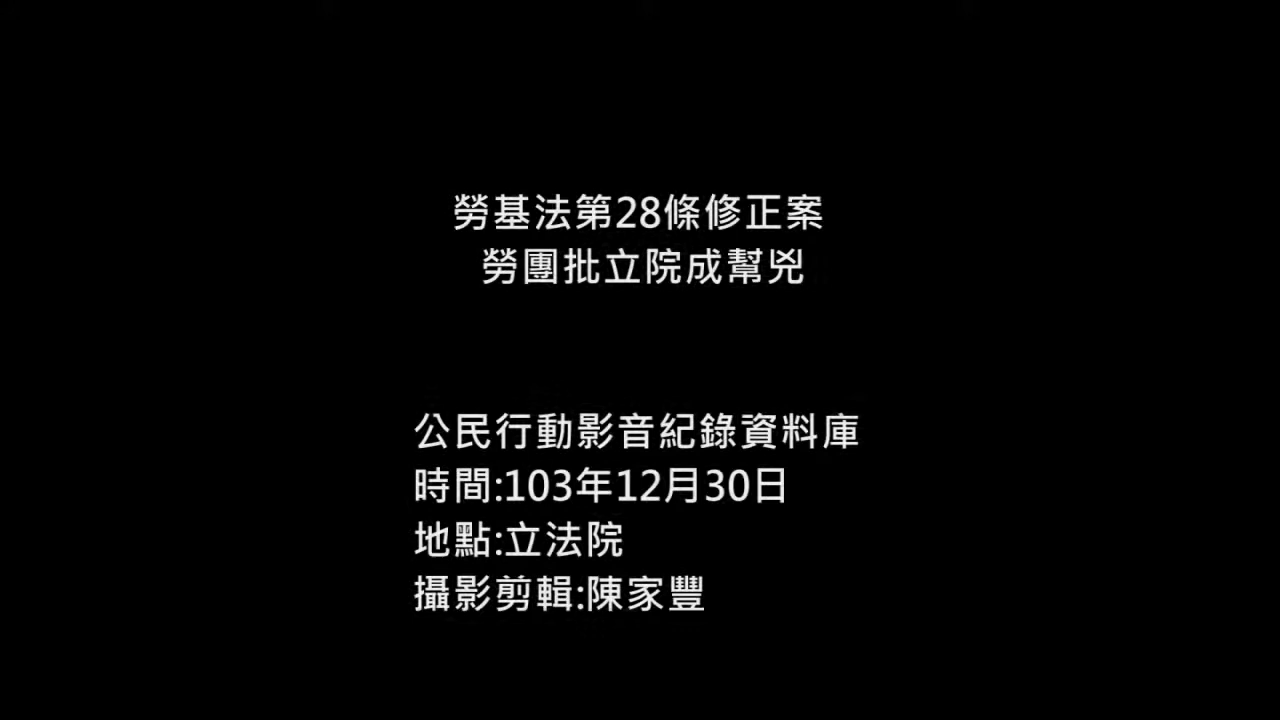 勞基法第28條修正案
勞團批立院成幫兇
公民行動影音紀錄資料庫
時間:103年12月30日
地點:立法院
攝影剪輯:陳家豐